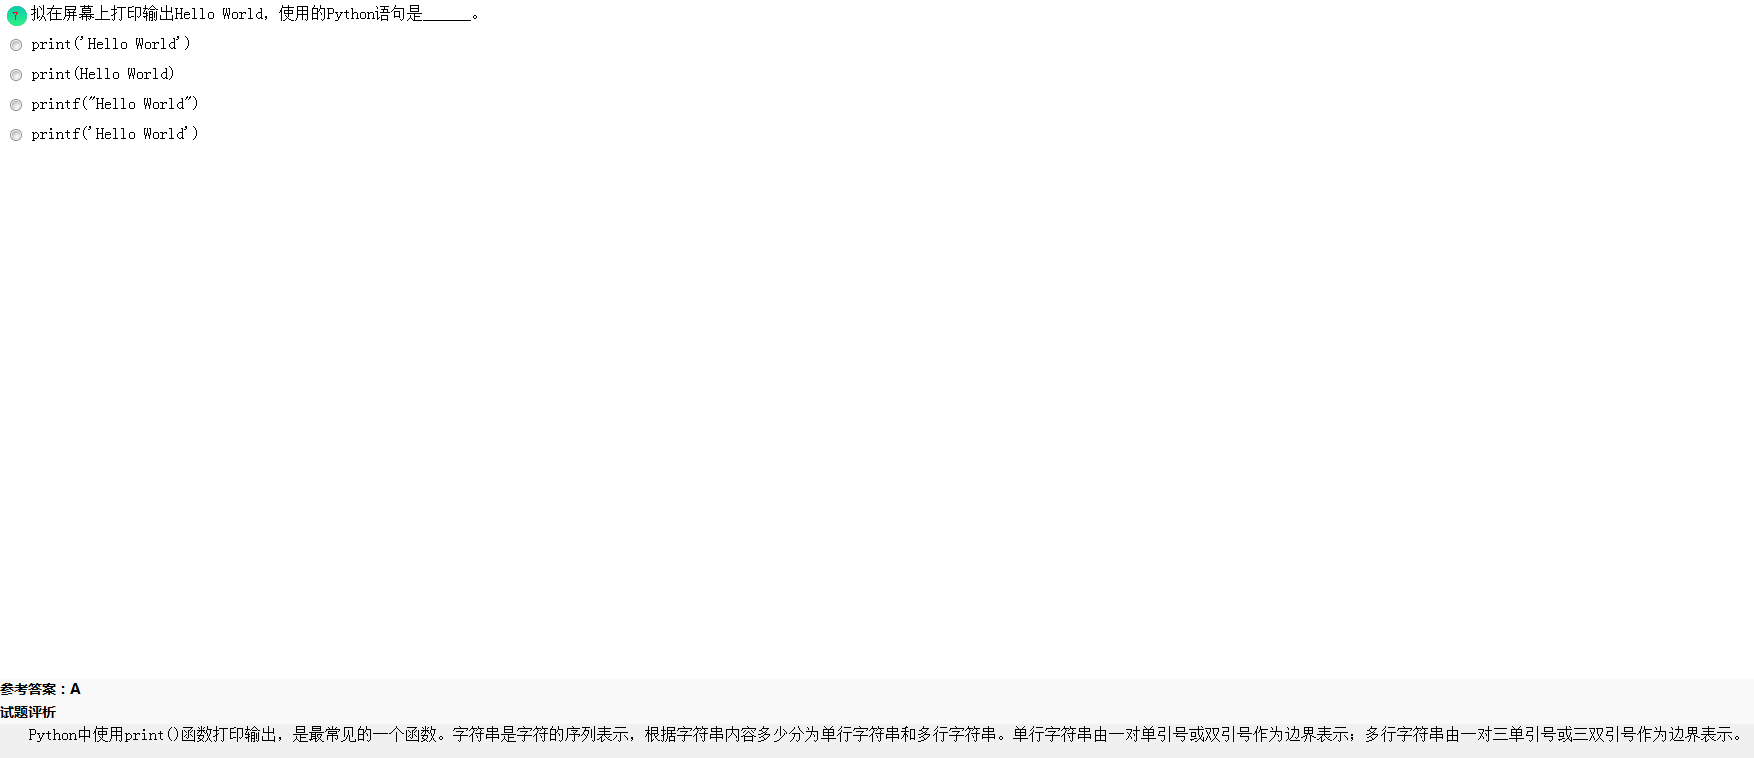 7 拟在屏幕上打印输出Hello World，使用的Python语句是______。
print('Hello World')
print(Hello World)
printf("Hello World")
printf('Hello World')
参考答案：A
试题评析
Python中使用print()函数打印输出，是最常见的一个函数。字符串是字符的序列表示，根据字符串内容多少分为单行字符串和多行字符串。单行字符串由一对单引号或双引号作为边界表示；多行字符串由一对三单引号或三双引号作为边界表示。